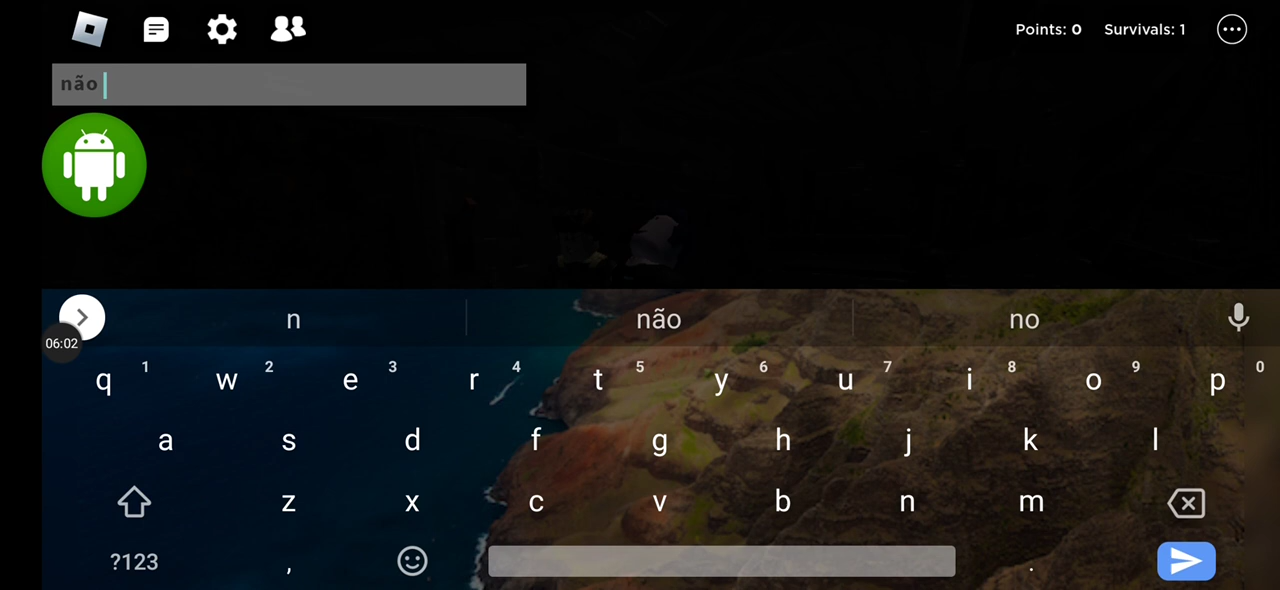 Points: 0 Survivals: 1
não
n não no
06:02
1 2 3 4 5 6 7 8 9 0
q w e r t y u i o p
a s d f g h j k l
z x c v b n m
?123 , .